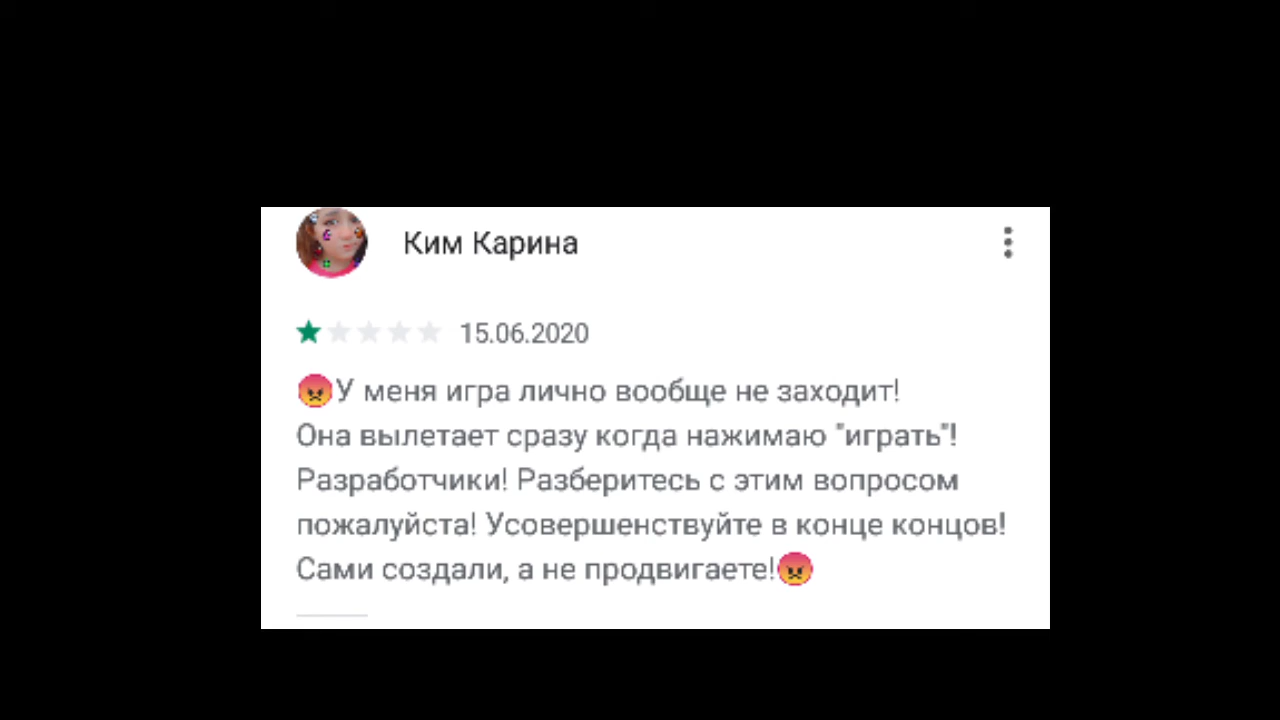 Ким Карина
15.06.2020
😡У меня игра лично вообще не заходит!
Она вылетает сразу когда нажимаю "играть"!
Разработчики! Разберитесь с этим вопросом
пожалуйста! Усовершенствуйте в конце концов!
Сами создали, а не продвигаете!😡